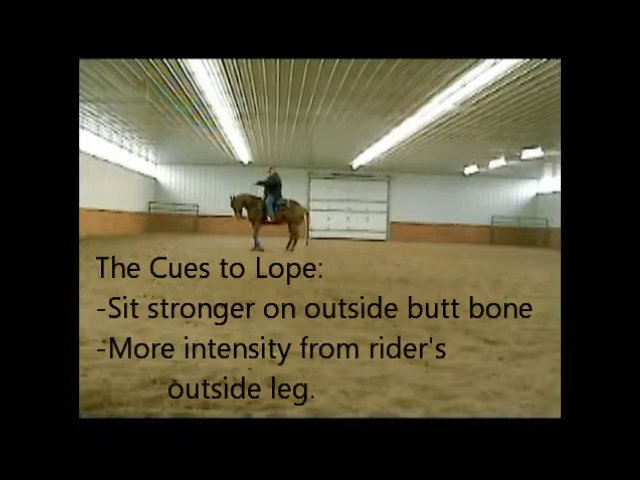 The Cues to Lope:
-Sit stronger on outside butt bone
-More intensity from rider's
outside leg.